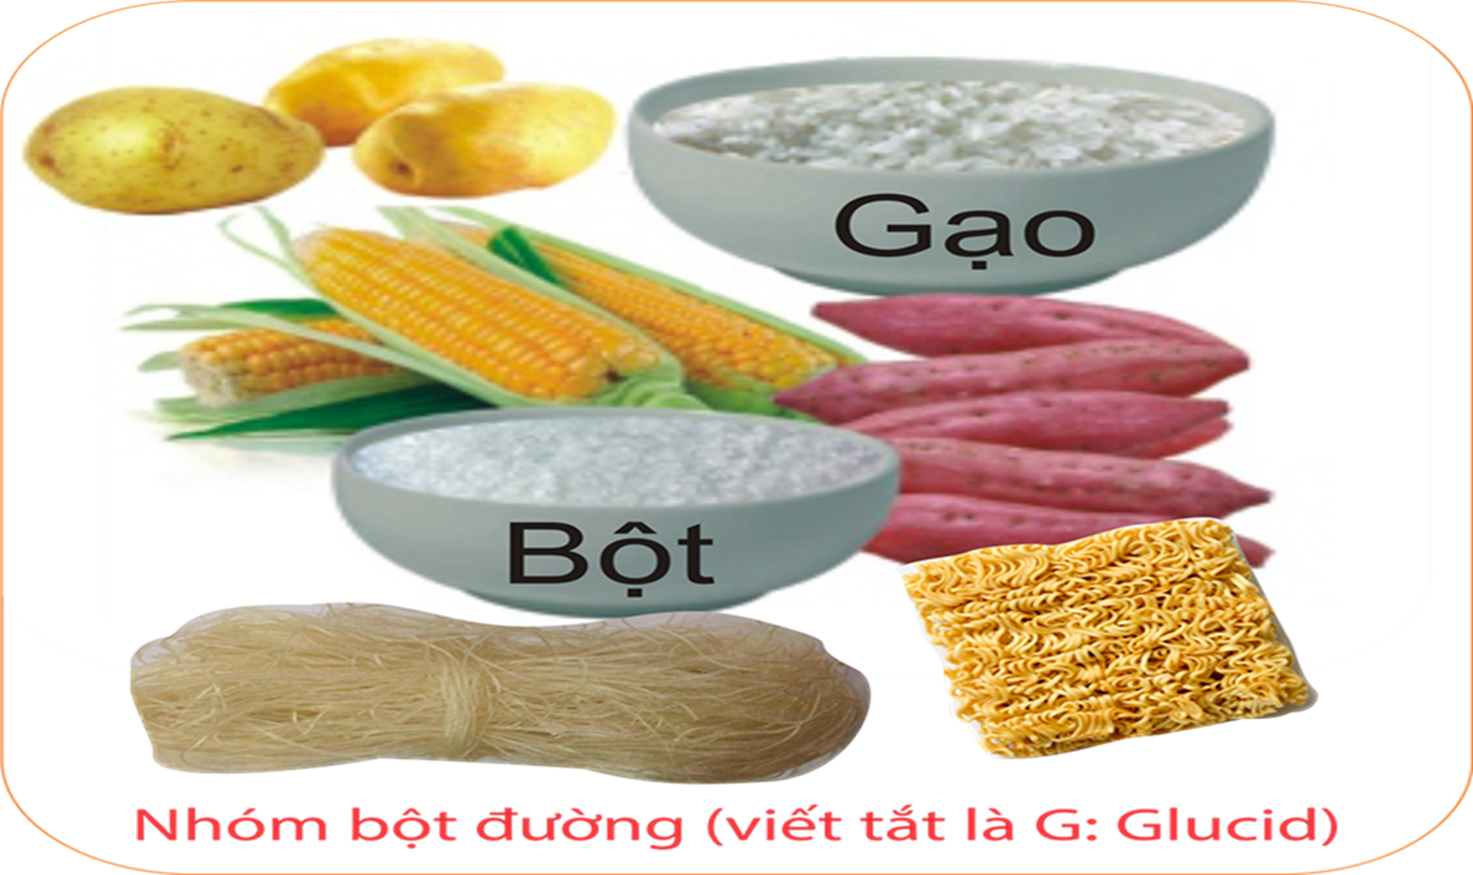 Gạo
Bột
Nhóm bột đường (viết tắt là G: Glucid)